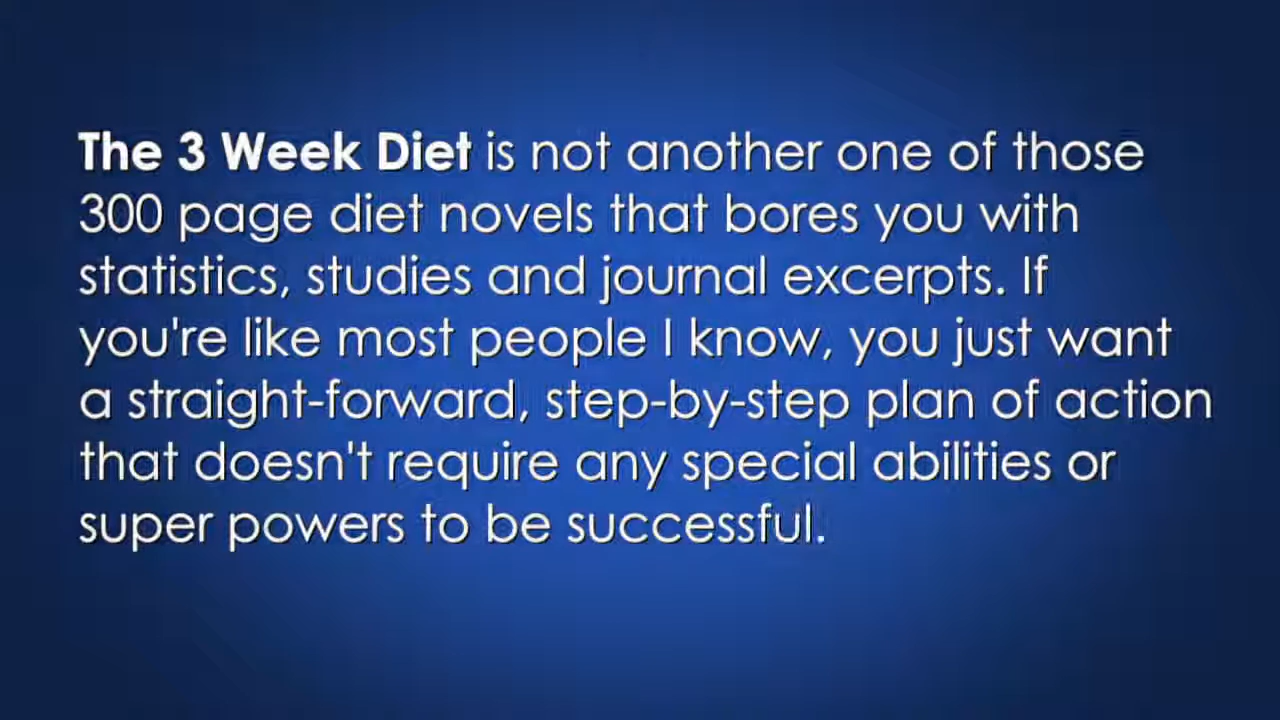 The 3 Week Diet is not another one of those
300 page diet novels that bores you with
statistics, studies and journal excerpts. If
you're like most people I know, you just want
a straight-forward, step-by-step plan of action
that doesn't require any special abilities or
super powers to be successful.